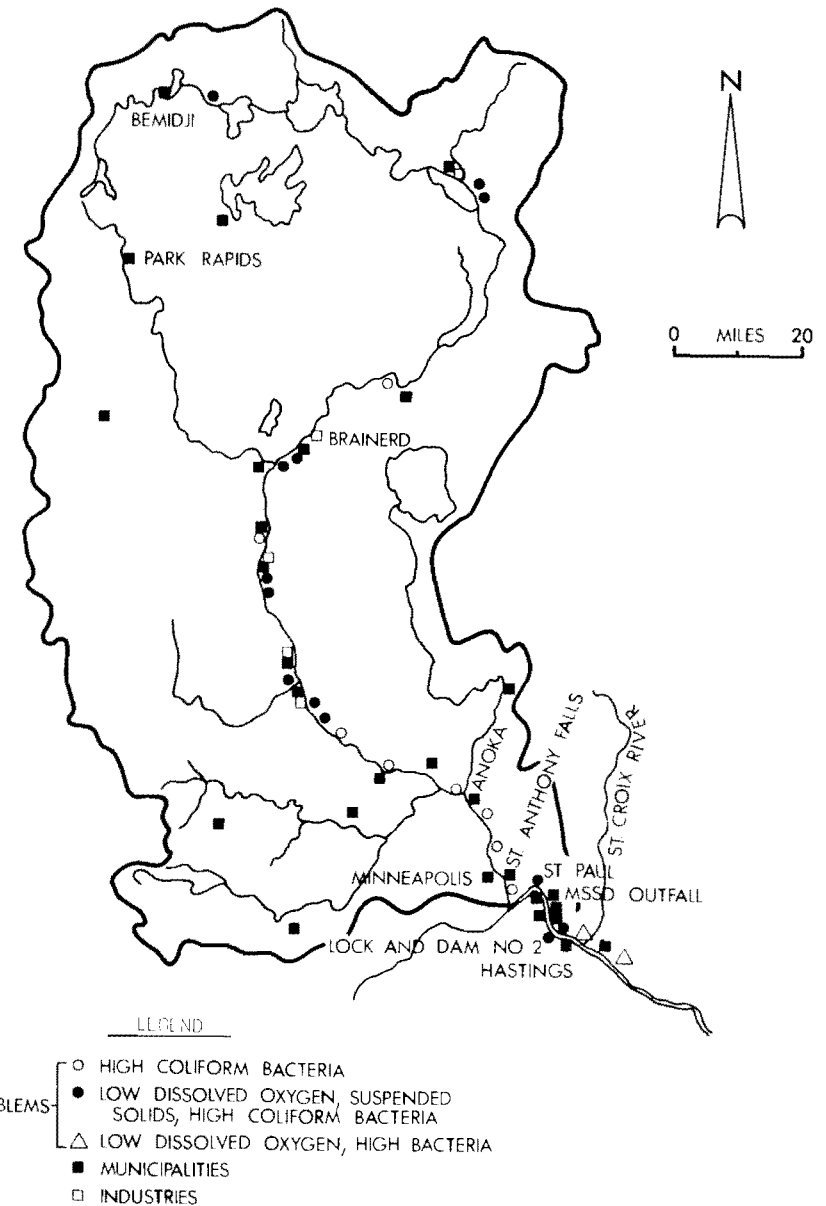 N
BEMIDJI
PARK RAPIDS
0 MILES 20
BRAINERD
ANOKA
ST ANTHONY FALLS
ST CROIX RIVER
MINNEAPOLIS
ST PAUL
MSSD OUTFALL
LOCK AND DAM NO 2
HASTINGS
LEGEND
BLEMS
HIGH COLIFORM BACTERIA
LOW DISSOLVED OXYGEN, SUSPENDED
SOLIDS, HIGH COLIFORM BACTERIA
LOW DISSOLVED OXYGEN, HIGH BACTERIA
MUNICIPALITIES
INDUSTRIES